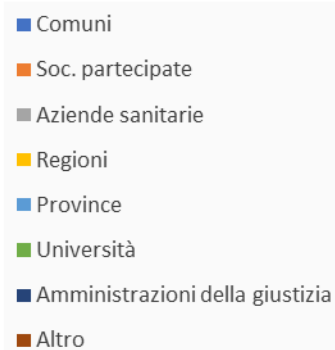 Comuni
Soc. partecipate
Aziende sanitarie
Regioni
Province
Università
Amministrazioni della giustizia
Altro